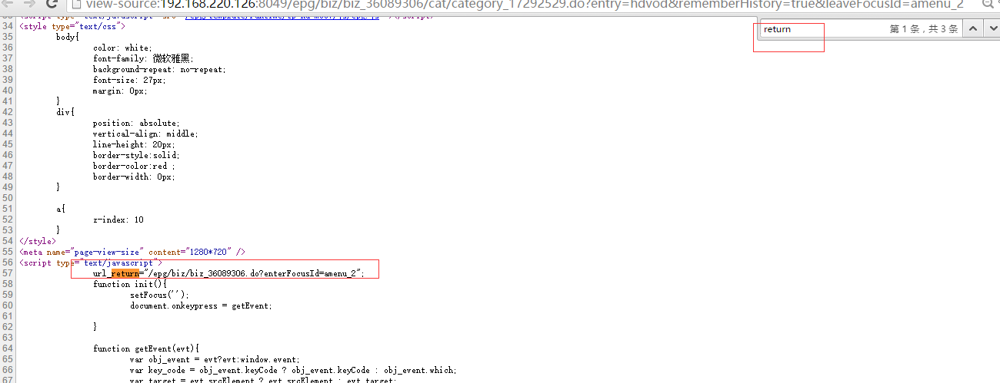 view-source:192.168.220.126:8049/epg/biz/biz_36089306/cat/category_17292529.do?entry=hdvod&rememberHistory=true&leaveFocusId=amenu_2
return 第 1 条，共 3 条
34 <style type="text/css">
35 body{
36 color: white;
37 font-family: 微软雅黑;
38 background-repeat: no-repeat;
39 font-size: 27px;
40 margin: 0px;
41 }
42 div{
43 position: absolute;
44 vertical-align: middle;
45 line-height: 20px;
46 border-style:solid;
47 border-color:red ;
48 border-width: 0px;
49 }
50
51 a{
52 z-index: 10
53 }
54 </style>
55 <meta name="page-view-size" content="1280*720" />
56 <script type="text/javascript">
57 url_return="/epg/biz/biz_36089306.do?enterFocusId=amenu_2";
58 function init(){
59 setFocus('');
60 document.onkeypress = getEvent;
61
62 }
63
64 function getEvent(evt){
65 var obj_event = evt?evt:window.event;
66 var key_code = obj_event.keyCode ? obj_event.keyCode : obj_event.which;
67 var target = evt.srcElement ? evt.srcElement : evt.target;